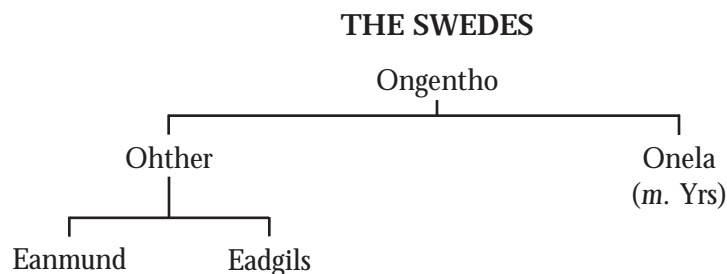 THE SWEDES
Ongentho
Ohther Onela
(m. Yrs)
Eanmund Eadgils